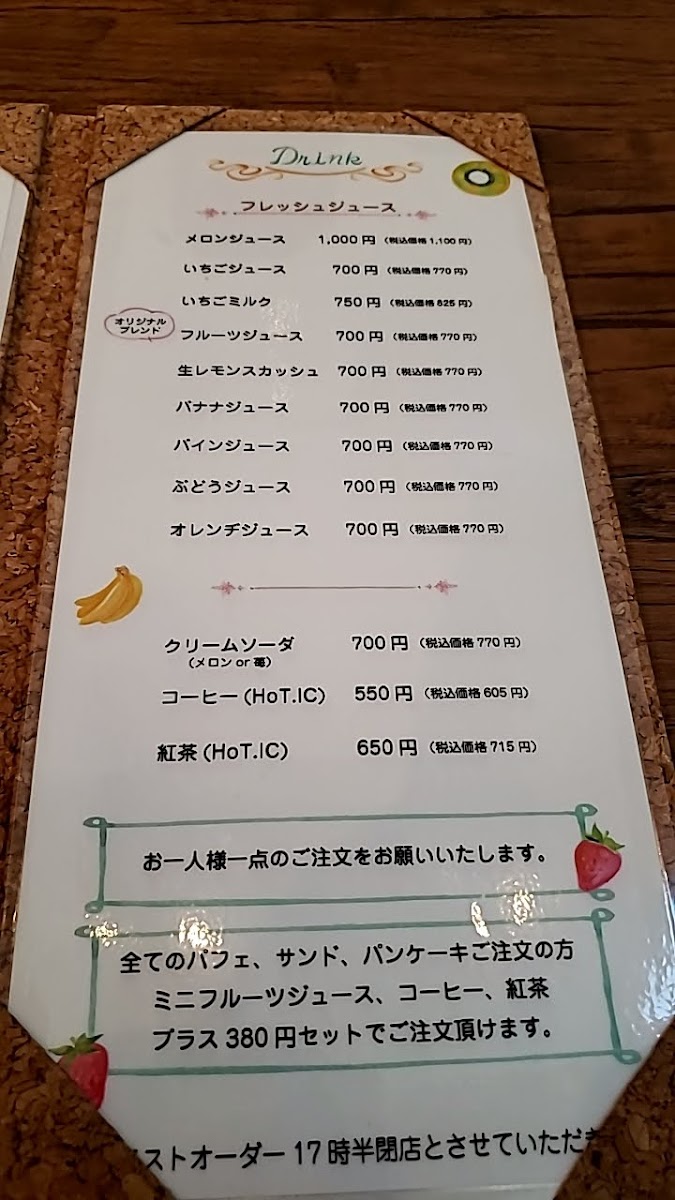 Drink
フレッシュジュース
メロンジュース 1,000円 (税込価格1,100円)
いちごジュース 700円 (税込価格770円)
いちごミルク 750円 (税込価格825円)
オリジナル
ブレンド
フルーツジュース 700円 (税込価格770円)
生レモンスカッシュ 700円 (税込価格770円)
バナナジュース 700円 (税込価格770円)
パインジュース 700円 (税込価格770円)
ぶどうジュース 700円 (税込価格770円)
オレンヂジュース 700円 (税込価格770円)
クリームソーダ 700円 (税込価格770円)
(メロン or 苺)
コーヒー(HoT.IC) 550円 (税込価格605円)
紅茶(HoT.IC) 650円 (税込価格715円)
お一人様一点のご注文をお願いいたします。
全てのパフェ、サンド、パンケーキご注文の方
ミニフルーツジュース、コーヒー、紅茶
プラス380円セットでご注文頂けます。
ストオーダー17時半閉店とさせていただき